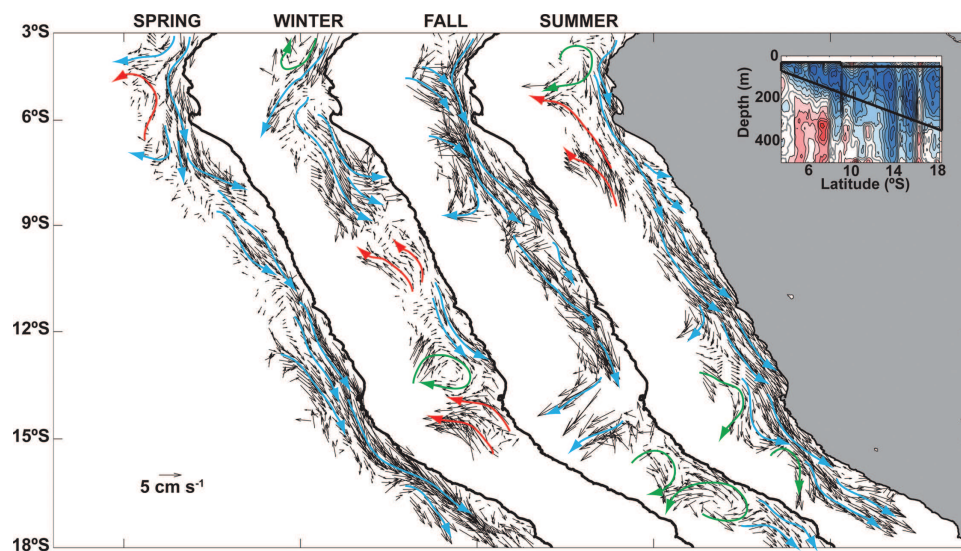 SPRING WINTER FALL SUMMER
3ºS
6ºS
9ºS
12ºS
15ºS
18ºS
5 cm s-1
0
200
400
Depth (m)
6 10 14 18
Latitude (ºS)